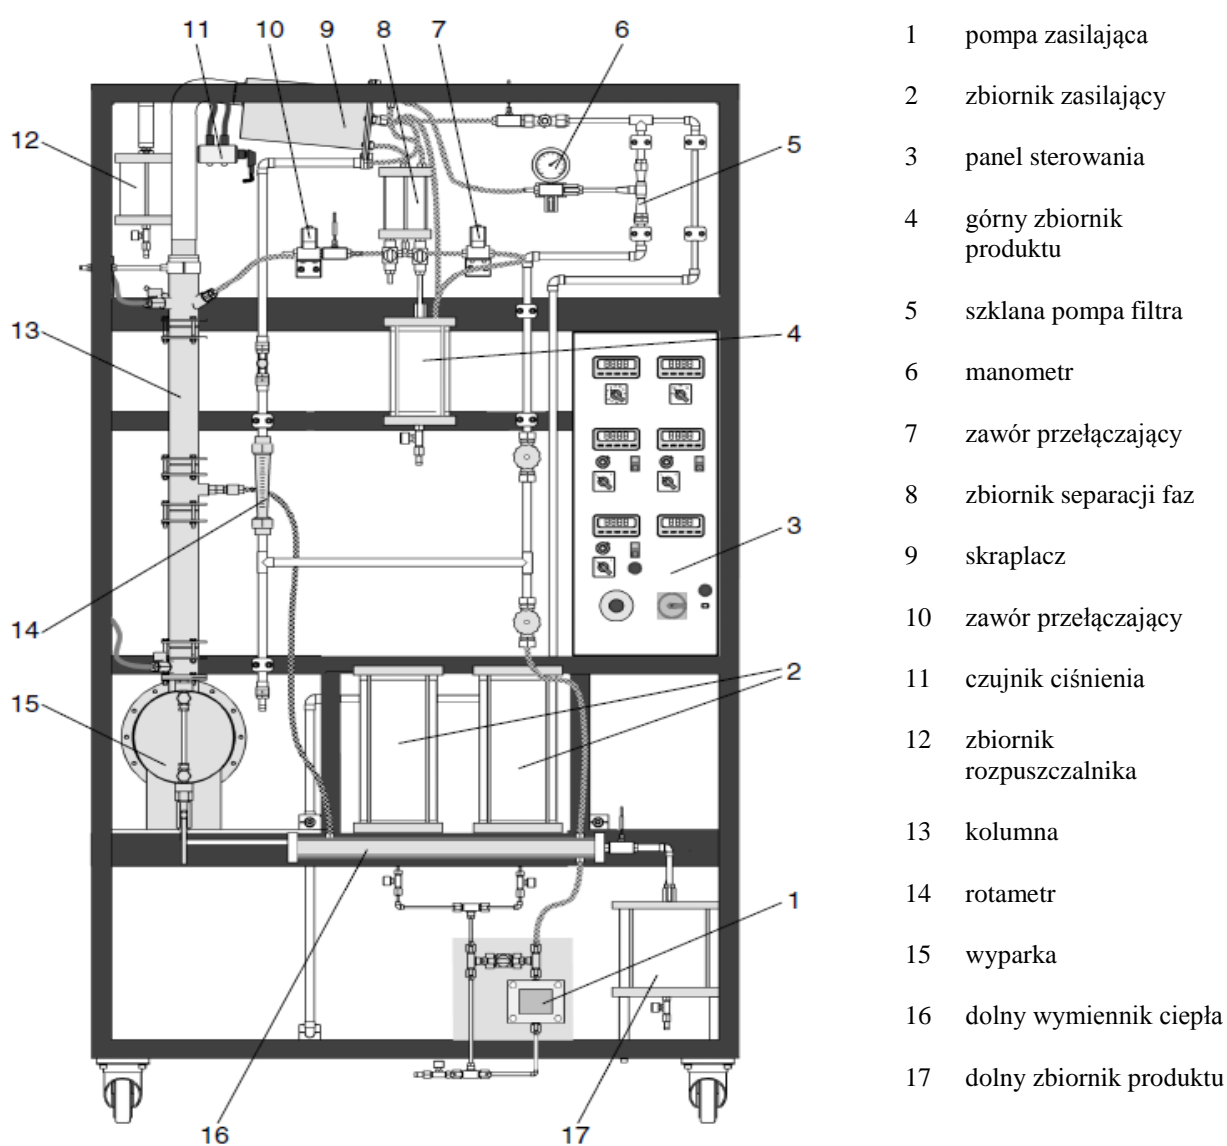 11
10
9
8
7
6
12
5
13
4
3
14
2
15
1
16
17
1 pompa zasilająca
2 zbiornik zasilający
3 panel sterowania
4 górny zbiornik
produktu
5 szklana pompa filtra
6 manometr
7 zawór przełączający
8 zbiornik separacji faz
9 skraplacz
10 zawór przełączający
11 czujnik ciśnienia
12 zbiornik
rozpuszczalnika
13 kolumna
14 rotametr
15 wyparka
16 dolny wymiennik ciepła
17 dolny zbiornik produktu